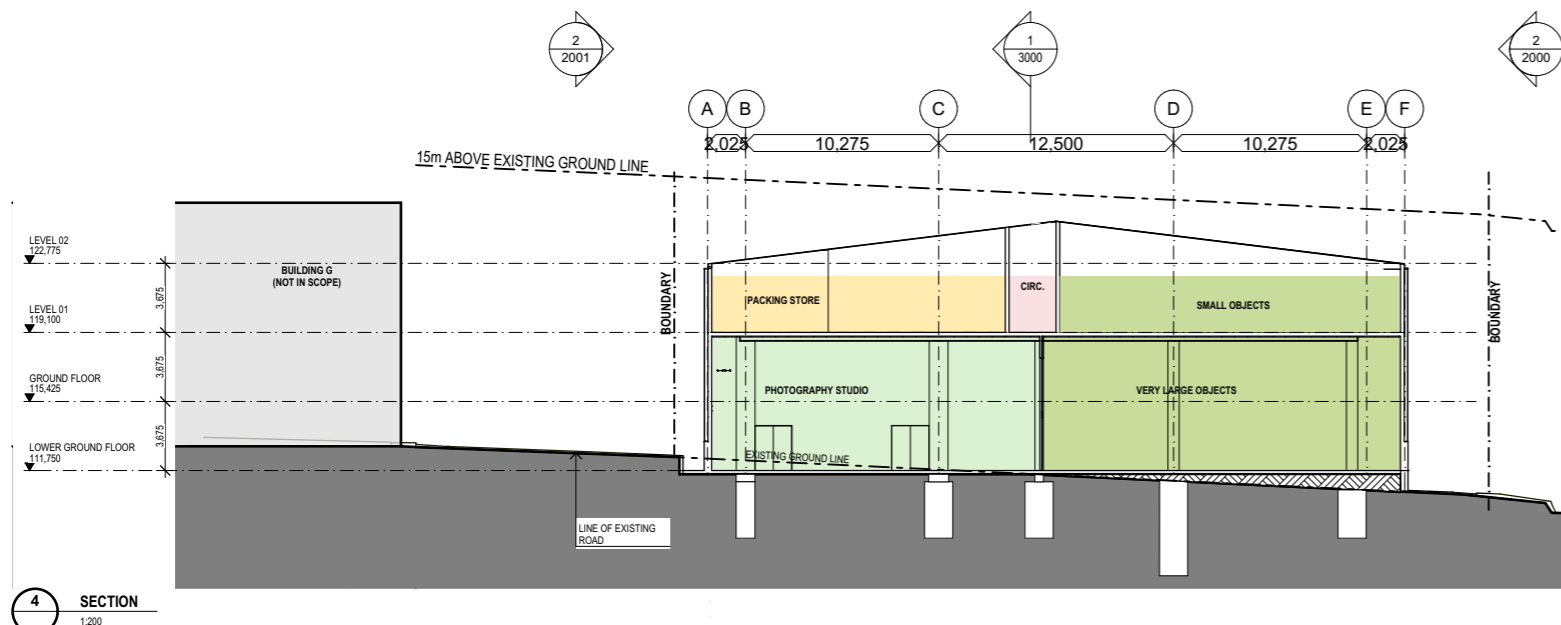 2
2001
1
3000
2
2000
A
B
C
D
E
F
2,025
10,275
12,500
10,275
2,025
15m ABOVE EXISTING GROUND LINE
LEVEL 02
122,775
BUILDING G
(NOT IN SCOPE)
BOUNDARY
3,675
PACKING STORE
CIRC.
SMALL OBJECTS
BOUNDARY
LEVEL 01
119,100
3,675
GROUND FLOOR
115,425
PHOTOGRAPHY STUDIO
VERY LARGE OBJECTS
3,675
LOWER GROUND FLOOR
111,750
EXISTING GROUND LINE
LINE OF EXISTING
ROAD
4
SECTION
1:200